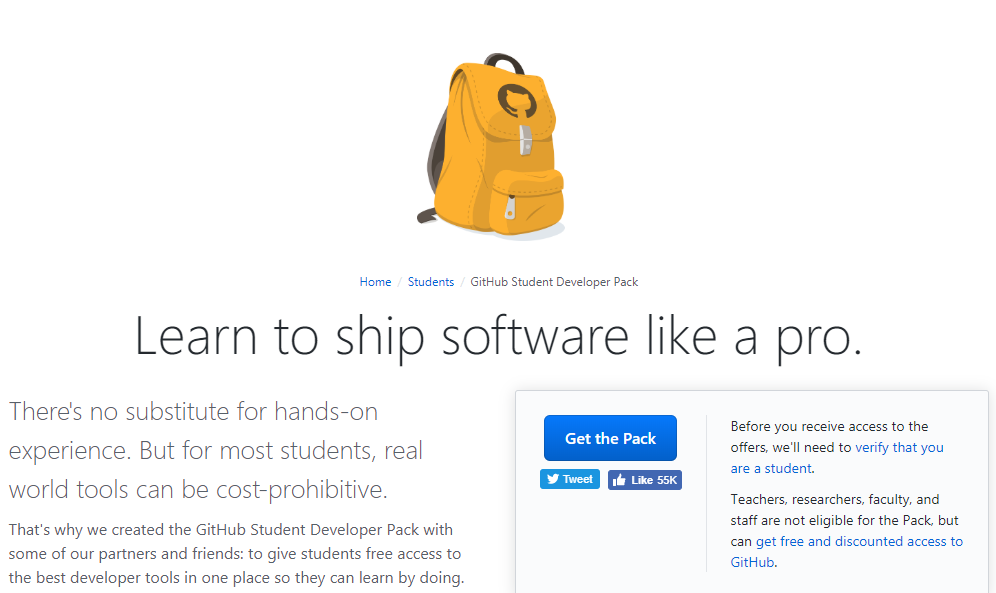 Home / Students / GitHub Student Developer Pack
Learn to ship software like a pro.
There's no substitute for hands-on
experience. But for most students, real
world tools can be cost-prohibitive.
That's why we created the GitHub Student Developer Pack with
some of our partners and friends: to give students free access to
the best developer tools in one place so they can learn by doing.
Get the Pack
Tweet
Like 55K
Before you receive access to the
offers, we'll need to verify that you
are a student.
Teachers, researchers, faculty, and
staff are not eligible for the Pack, but
can get free and discounted access to
GitHub.